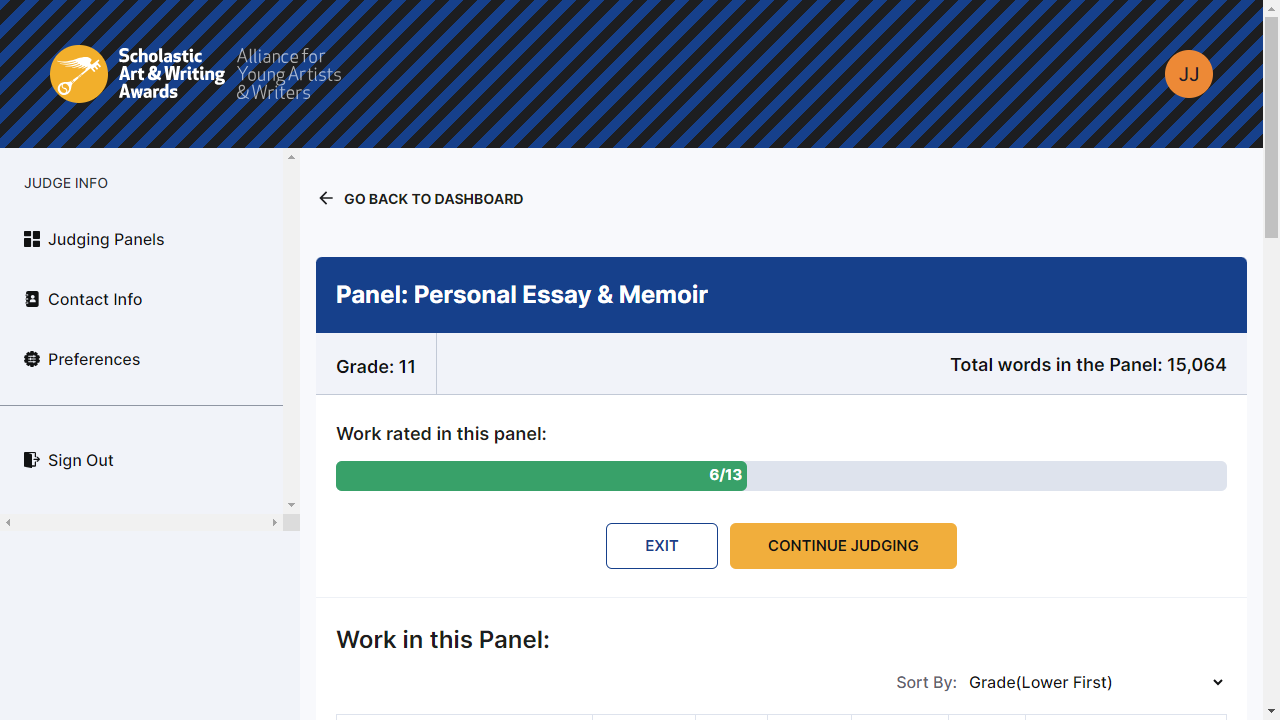 Scholastic
Art & Writing
Awards
Alliance for
Young Artists
& Writers
JJ
JUDGE INFO
Judging Panels
Contact Info
Preferences
Sign Out
GO BACK TO DASHBOARD
Panel: Personal Essay & Memoir
Grade: 11
Total words in the Panel: 15,064
Work rated in this panel:
6/13
EXIT
CONTINUE JUDGING
Work in this Panel:
Sort By: Grade(Lower First)